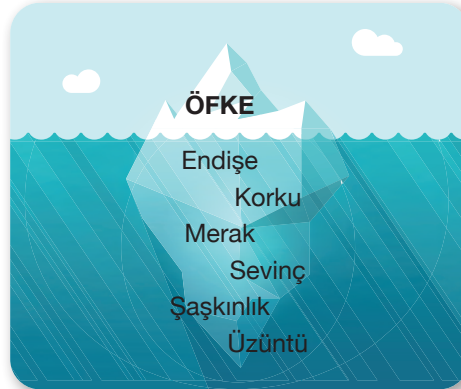 ÖFKE
Endişe
Korku
Merak
Sevinç
Şaşkınlık
Üzüntü